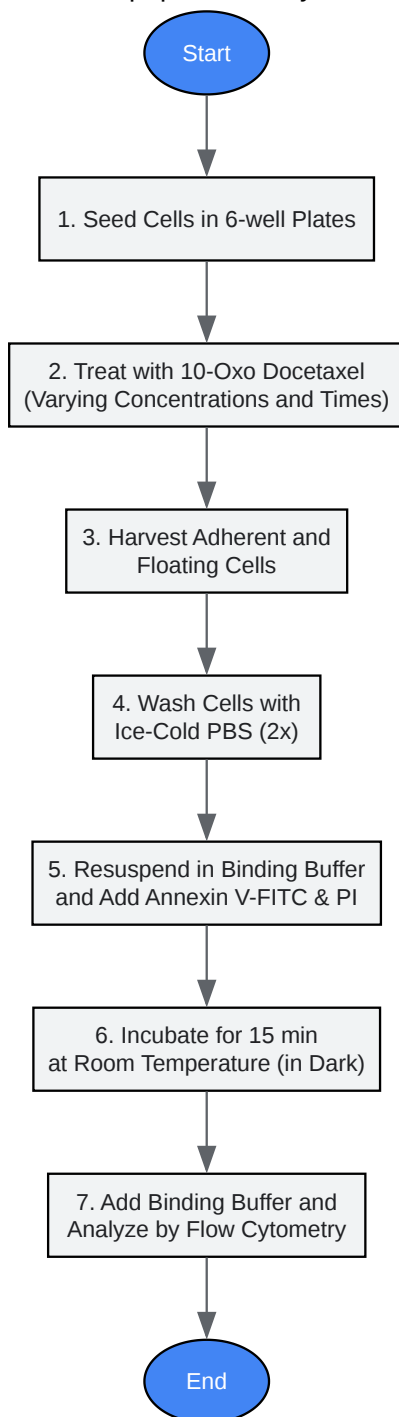 Start
1. Seed Cells in 6-well Plates
2. Treat with 10-Oxo Docetaxel
(Varying Concentrations and Times)
3. Harvest Adherent and
Floating Cells
4. Wash Cells with
Ice-Cold PBS (2x)
5. Resuspend in Binding Buffer
and Add Annexin V-FITC & PI
6. Incubate for 15 min
at Room Temperature (in Dark)
7. Add Binding Buffer and
Analyze by Flow Cytometry
End